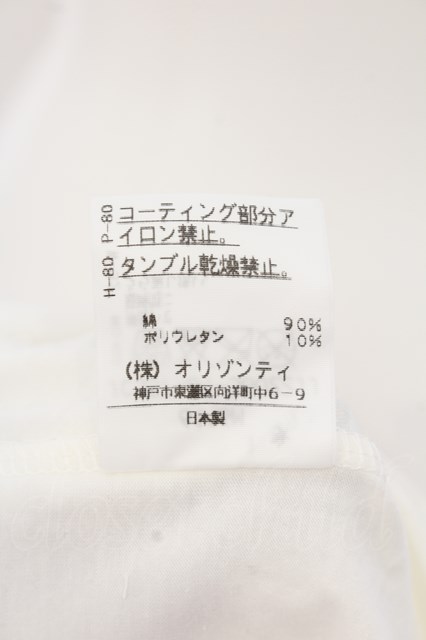 P-80
コーティング部分ア
イロン禁止。
H-80
タンブル乾燥禁止。
綿 90%
ポリウレタン 10%
(株) オリゾンティ
神戸市東灘区向洋町中6-9
日本製